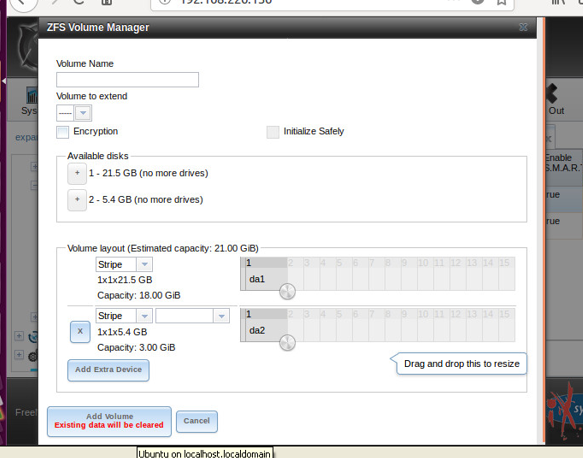 192.168.220.130
ZFS Volume Manager
Volume Name
Volume to extend
-----
Encryption
Initialize Safely
Available disks
+ 1 - 21.5 GB (no more drives)
+ 2 - 5.4 GB (no more drives)
Volume layout (Estimated capacity: 21.00 GiB)
Stripe
1x1x21.5 GB
Capacity: 18.00 GiB
1 2 3 4 5 6 7 8 9 10 11 12 13 14 15
da1
X
Stripe
1x1x5.4 GB
Capacity: 3.00 GiB
1 2 3 4 5 6 7 8 9 10 11 12 13 14 15
da2
Drag and drop this to resize
Add Extra Device
Add Volume
Existing data will be cleared
Cancel
Sys
expa
Out
Enable
S.M.A.R.T
rue
rue
Free
sy
Ubuntu on localhost.localdomain